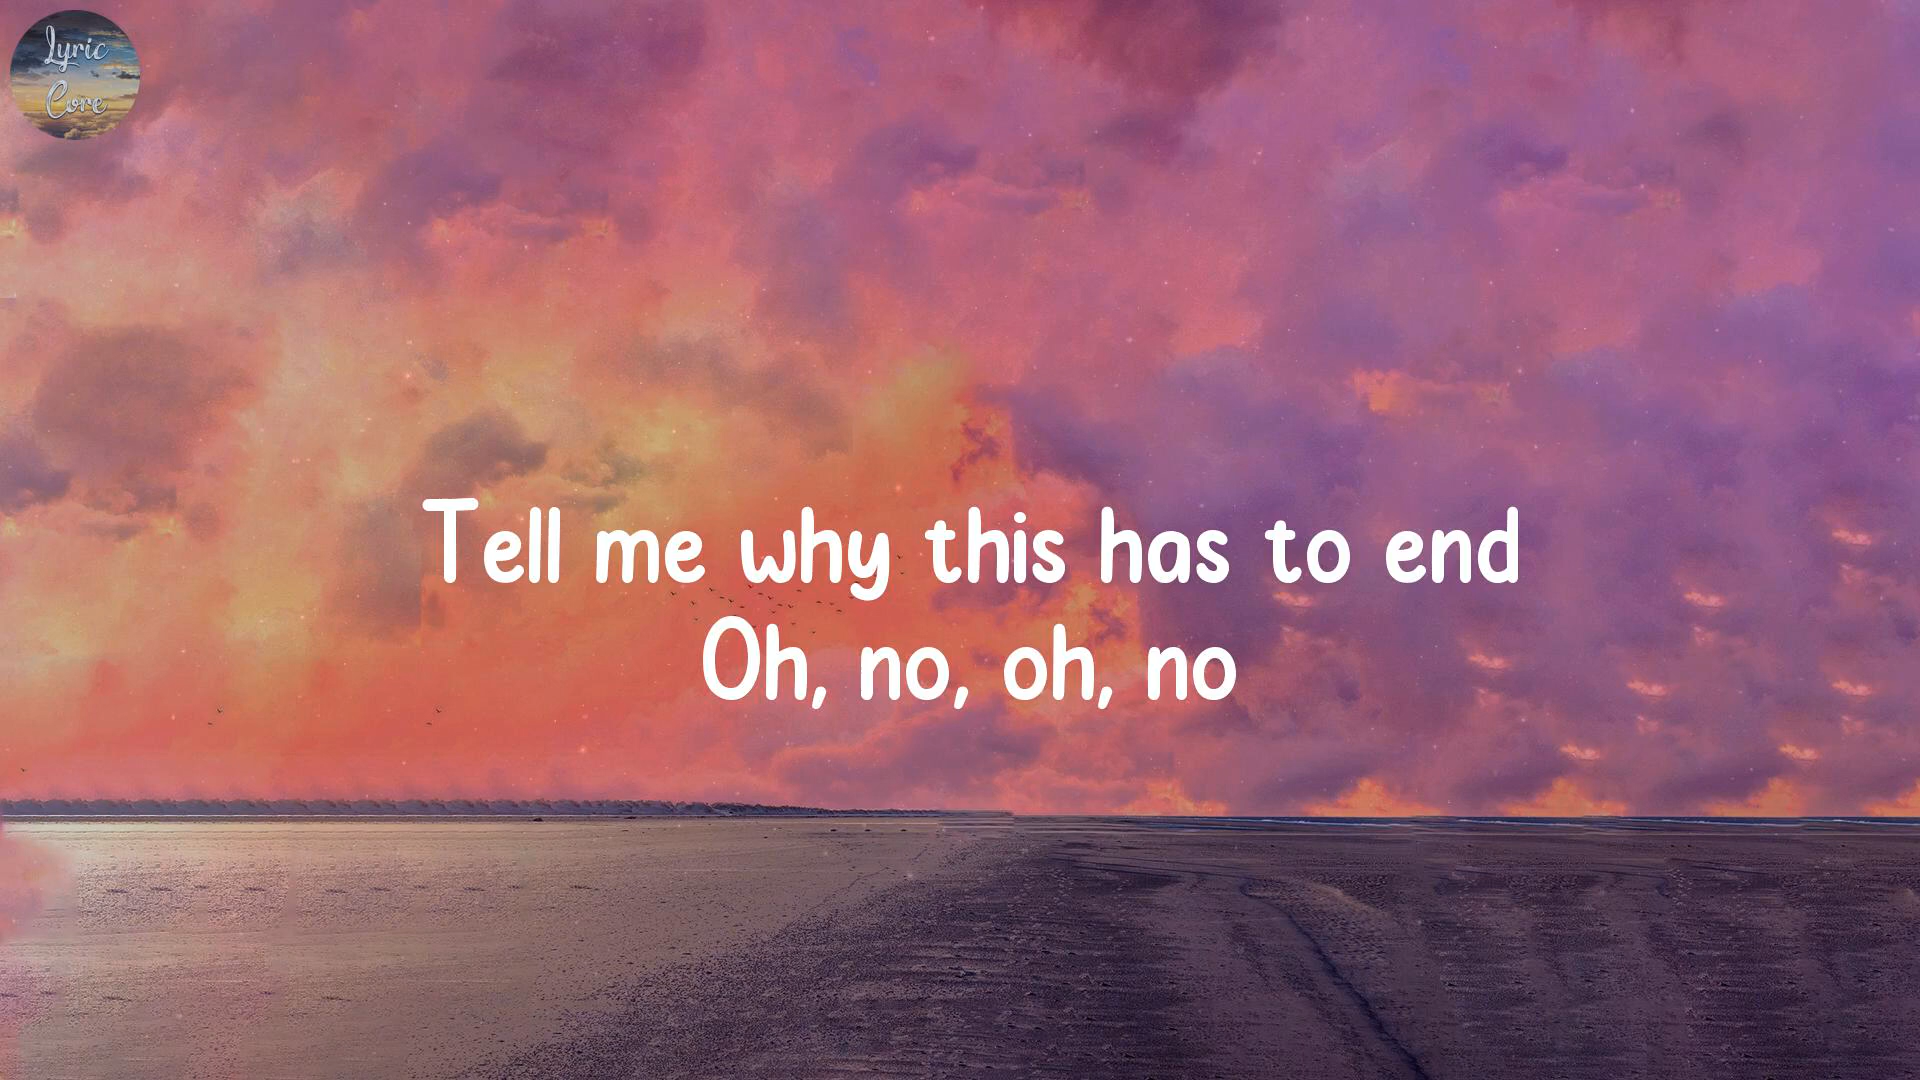 Lyric
Core
Tell me why this has to end
Oh, no, oh, no